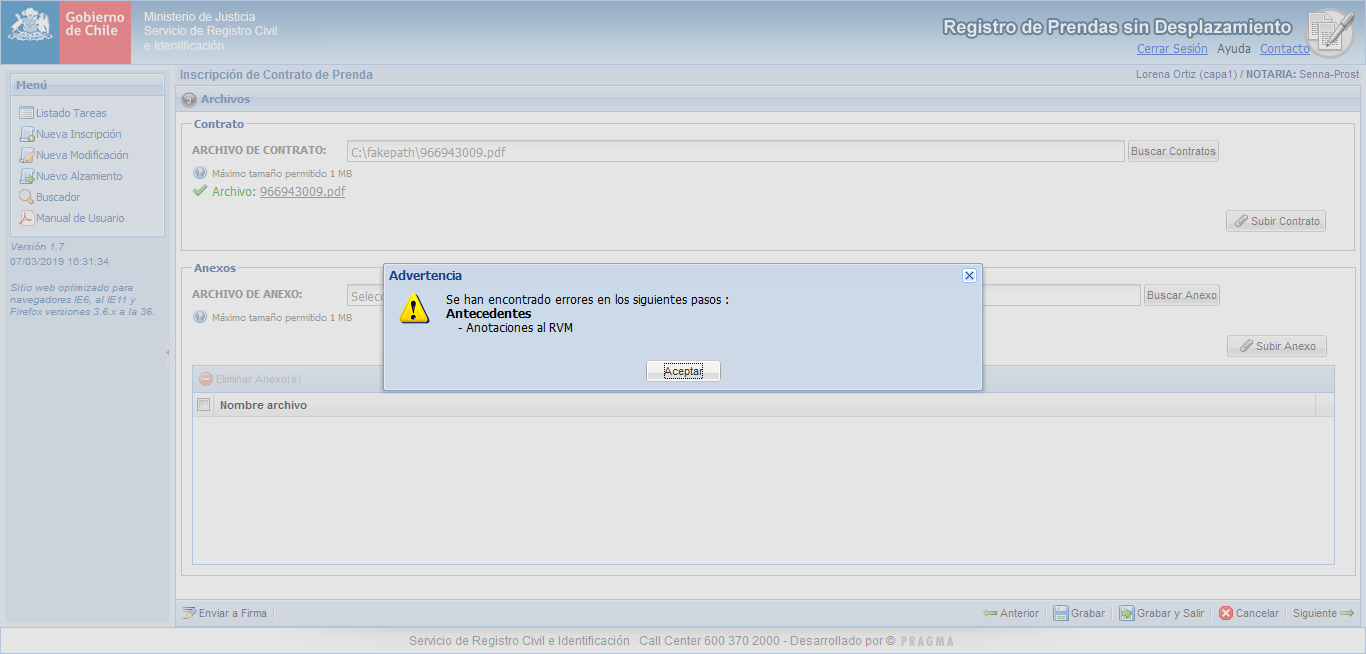 Gobierno
de Chile
Ministerio de Justicia
Servicio de Registro Civil
e Identificación
Registro de Prendas sin Desplazamiento
Cerrar Sesión Ayuda Contacto
Menú
Listado Tareas
Nueva Inscripción
Nueva Modificación
Nuevo Alzamiento
Buscador
Manual de Usuario
Versión 1.7
07/03/2019 16:31:34
Sitio web optimizado para
navegadores IE6, al IE11 y
Firefox versiones 3.6.x a la 36.
Inscripción de Contrato de Prenda
Lorena Ortiz (capa1) / NOTARIA: Senna-Prost
3 Archivos
Contrato
ARCHIVO DE CONTRATO: C:\fakepath\966943009.pdf Buscar Contratos
Máximo tamaño permitido 1 MB
Archivo: 966943009.pdf
Subir Contrato
Anexos
ARCHIVO DE ANEXO: Selecc Buscar Anexo
Máximo tamaño permitido 1 MB
Subir Anexo
Advertencia
Se han encontrado errores en los siguientes pasos :
Antecedentes
- Anotaciones al RVM
Aceptar
Eliminar Anexo(s)
Nombre archivo
Enviar a Firma Anterior Grabar Grabar y Salir Cancelar Siguiente
Servicio de Registro Civil e Identificación Call Center 600 370 2000 - Desarrollado por © PRAGMA